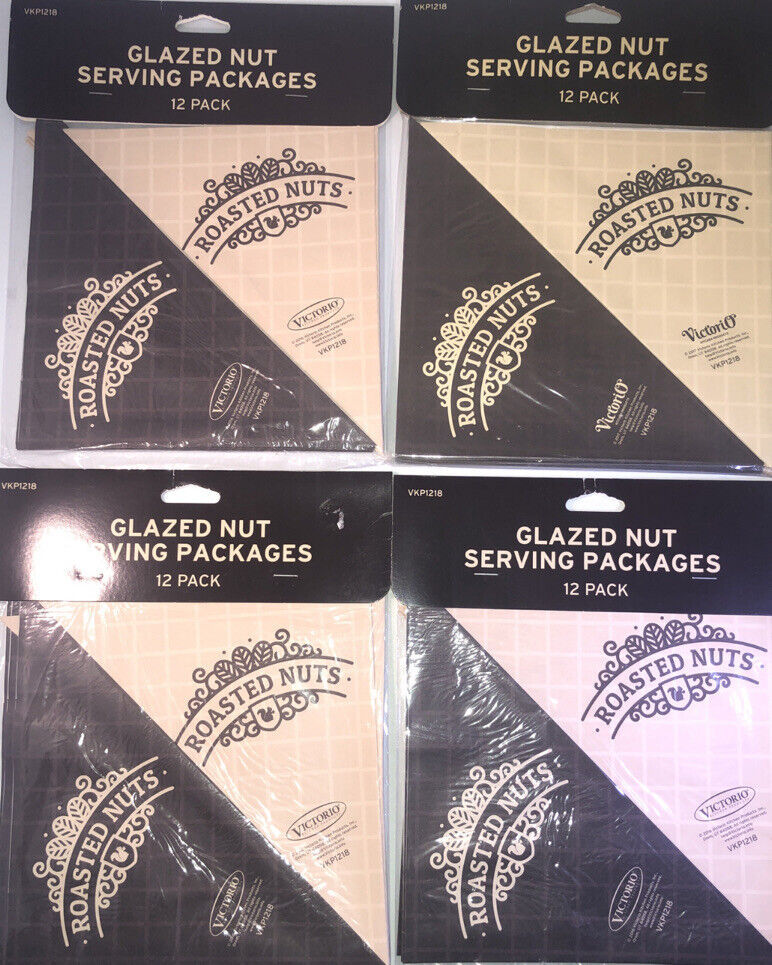 VKP1218
GLAZED NUT
SERVING PACKAGES
12 PACK
· ROASTED NUTS ·
VICTORIO
VKP1218
· ROASTED NUTS ·
VICTORIO
VKP1218
VKP1218
GLAZED NUT
SERVING PACKAGES
12 PACK
· ROASTED NUTS ·
VictoriO
VKP1218
· ROASTED NUTS ·
VictoriO
VKP1218
VKP1218
GLAZED NUT
RVING PACKAGES
12 PACK
· ROASTED NUTS ·
VICTORIO
VKP1218
· ROASTED NUTS ·
VICTORIO
VKP1218
VKP1218
GLAZED NUT
SERVING PACKAGES
12 PACK
· ROASTED NUTS ·
VICTORIO
VKP1218
· ROASTED NUTS ·
VICTORIO
VKP1218